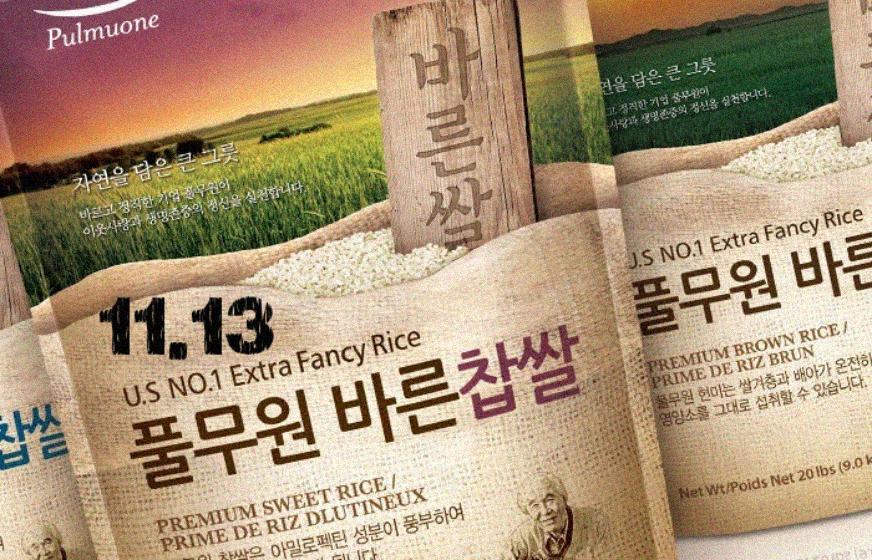 Pulmuone
바른쌀
자연을 담은 큰 그릇
바르고 정직한 기업 풀무원이
이웃사랑과 생명존중의 정신을 실천합니다.
11.13
U.S NO.1 Extra Fancy Rice
풀무원 바른찹쌀
PREMIUM SWEET RICE /
PRIME DE RIZ DLUTINEUX
찹쌀은 아밀로펙틴 성분이 풍부하여
찹쌀
연을 담은 큰 그릇
고 정직한 기업 풀무원이
사랑과 생명존중의 정신을 실천합니다.
U.S NO.1 Extra Fancy Rice
풀무원 바른
PREMIUM BROWN RICE /
PRIME DE RIZ BRUN
풀무원 현미는 쌀겨층과 배아가 온전하
영양소를 그대로 섭취할 수 있습니다.
Net Wt/Poids Net 20 lbs (9.0 k